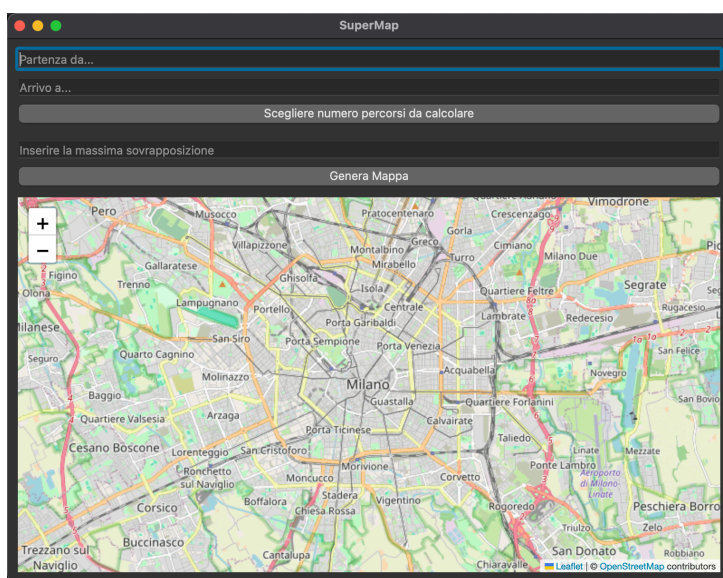 SuperMap
Partenza da...
Arrivo a...
Scegliere numero percorsi da calcolare
Inserire la massima sovrapposizione
Genera Mappa
+
−
Pero
Musocco
Pratocentenaro
Crescenzago
Vimodrone
Gorla
Greco
Cimiano
Villapizzone
Montalbino
Turro
Milano Due
Mirabello
Gallaratese
Figino
Trenno
Ghisolfa
Isola
Quartiere Feltre
Segrate
Olona
Lampugnano
Portello
Centrale
Lambrate
Redecesio
Rugacesio
Porta Garibaldi
San Siro
Porta Sempione
Porta Venezia
San Felice
Seguro
Quarto Cagnino
Acquabella
Novegro
Molinazzo
Milano
Baggio
Guastalla
Quartiere Forlanini
San Bovio
Quartiere Valsesia
Arzaga
Calvairate
Porta Ticinese
Taliedo
Cesano Boscone
Lorenteggio
San Cristoforo
Linate
Mezzate
Ronchetto
sul Naviglio
Morivione
Ponte Lambro
Aeroporto
di Milano-
Linate
Moncucco
Corvetto
Stadera
Boffalora
Chiesa Rossa
Vigentino
Corsico
Rogoredo
Peschiera Borro
Triulzo
Zelo
Buccinasco
Trezzano sul
Naviglio
Cantalupa
San Donato
Robbiano
Chiaravalle
Leaflet | © OpenStreetMap contributors